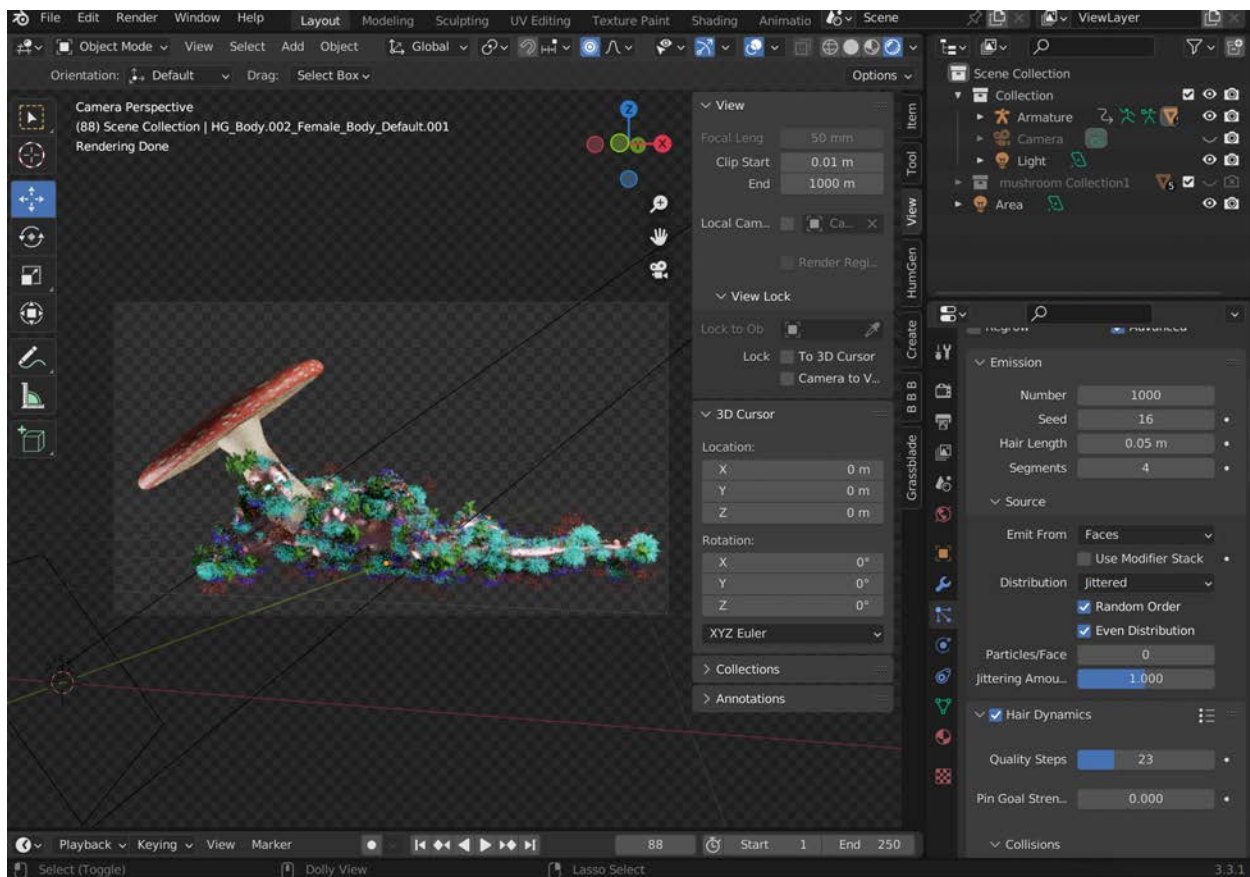 File Edit Render Window Help Layout Modeling Sculpting UV Editing Texture Paint Shading Animatio Scene ViewLayer
Object Mode View Select Add Object Global
Orientation: Default Drag: Select Box Options
Camera Perspective
(88) Scene Collection | HG_Body.002_Female_Body_Default.001
Rendering Done
Z
X
View
Focal Leng 50 mm
Clip Start 0.01 m
End 1000 m
Local Cam... Ca...
Render Regi...
View Lock
Lock to Ob
Lock To 3D Cursor
Camera to V...
3D Cursor
Location:
X 0 m
Y 0 m
Z 0 m
Rotation:
X 0°
Y 0°
Z 0°
XYZ Euler
Collections
Annotations
Item
Tool
View
HumGen
Create
B B B
Grassblade
Scene Collection
Collection
Armature
Camera
Light
mushroom Collection1 5
Area
Regrow Advanced
Emission
Number 1000
Seed 16
Hair Length 0.05 m
Segments 4
Source
Emit From Faces
Use Modifier Stack
Distribution Jittered
Random Order
Even Distribution
Particles/Face 0
Jittering Amou... 1.000
Hair Dynamics
Quality Steps 23
Pin Goal Stren... 0.000
Collisions
Playback Keying View Marker 88 Start 1 End 250
Select (Toggle) Dolly View Lasso Select 3.3.1